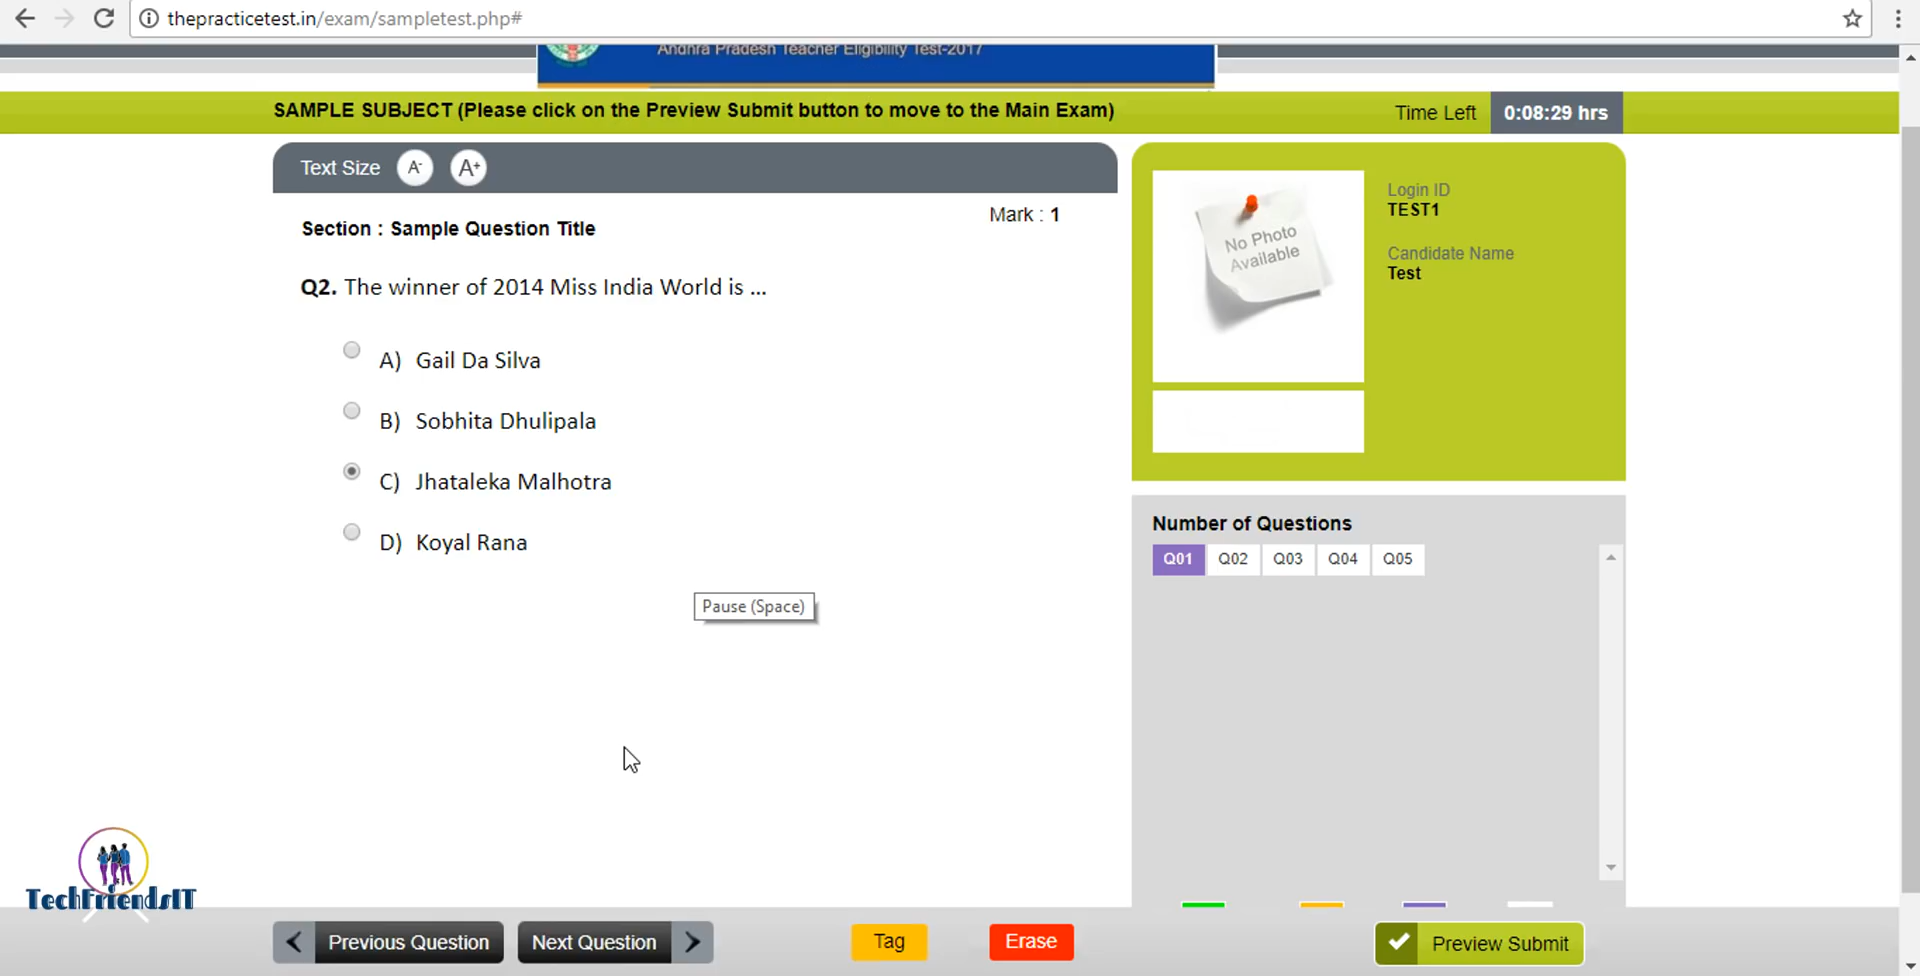 thepracticetest.in/exam/sampletest.php#
Andhra Pradesh Teacher Eligibility Test-2017
SAMPLE SUBJECT (Please click on the Preview Submit button to move to the Main Exam)
Time Left 0:08:29 hrs
Text Size A- A+
Mark : 1
Section : Sample Question Title
Q2. The winner of 2014 Miss India World is ...
A) Gail Da Silva
B) Sobhita Dhulipala
C) Jhataleka Malhotra
D) Koyal Rana
Pause (Space)
No Photo
Available
Login ID
TEST1
Candidate Name
Test
Number of Questions
Q01 Q02 Q03 Q04 Q05
TechFriendsIT
Previous Question Next Question Tag Erase Preview Submit